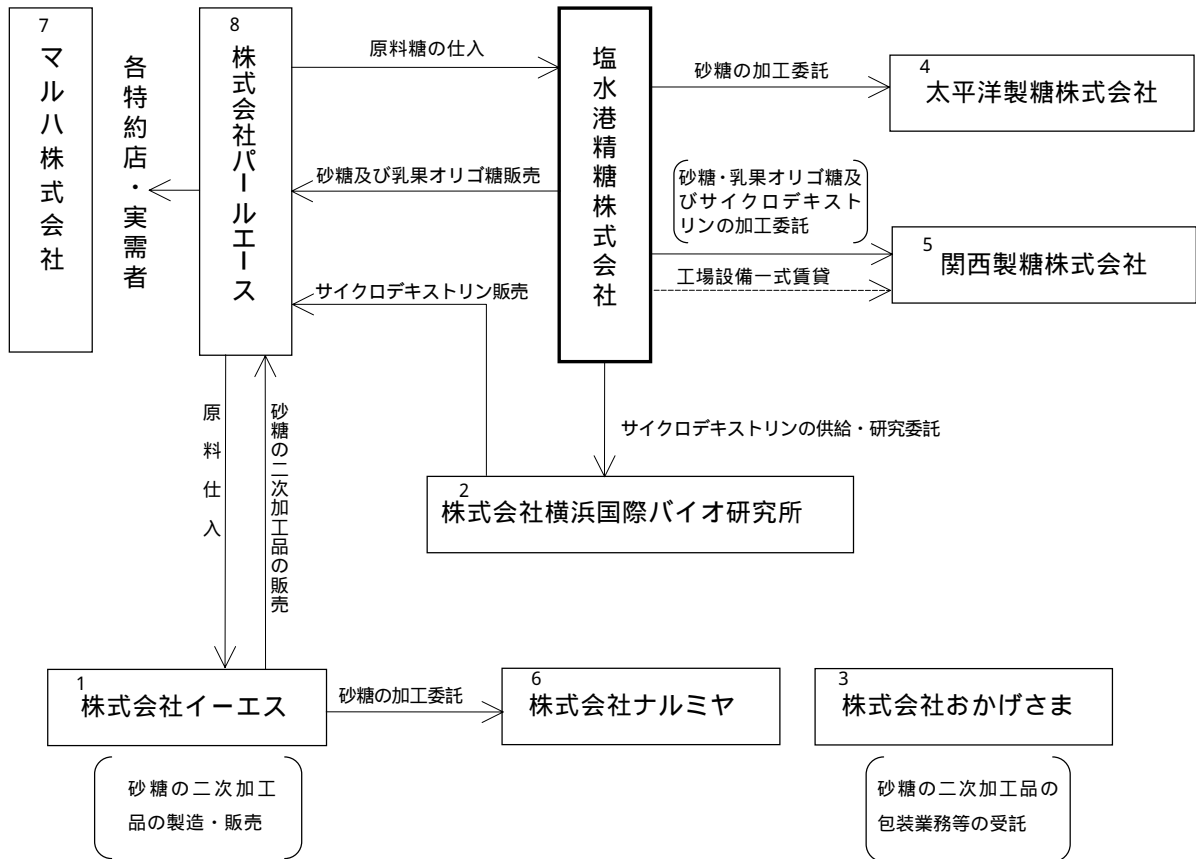 7
マルハ株式会社
各特約店・実需者
8
株式会社パールエース
原料糖の仕入
砂糖及び乳果オリゴ糖販売
サイクロデキストリン販売
塩水港精糖株式会社
砂糖の加工委託
4
太平洋製糖株式会社
砂糖・乳果オリゴ糖及
びサイクロデキスト
リンの加工委託
工場設備一式賃貸
5
関西製糖株式会社
原料仕入
砂糖の二次加工品の販売
サイクロデキストリンの供給・研究委託
2
株式会社横浜国際バイオ研究所
1
株式会社イーエス
砂糖の加工委託
6
株式会社ナルミヤ
3
株式会社おかげさま
砂糖の二次加工
品の製造・販売
砂糖の二次加工品の
包装業務等の受託